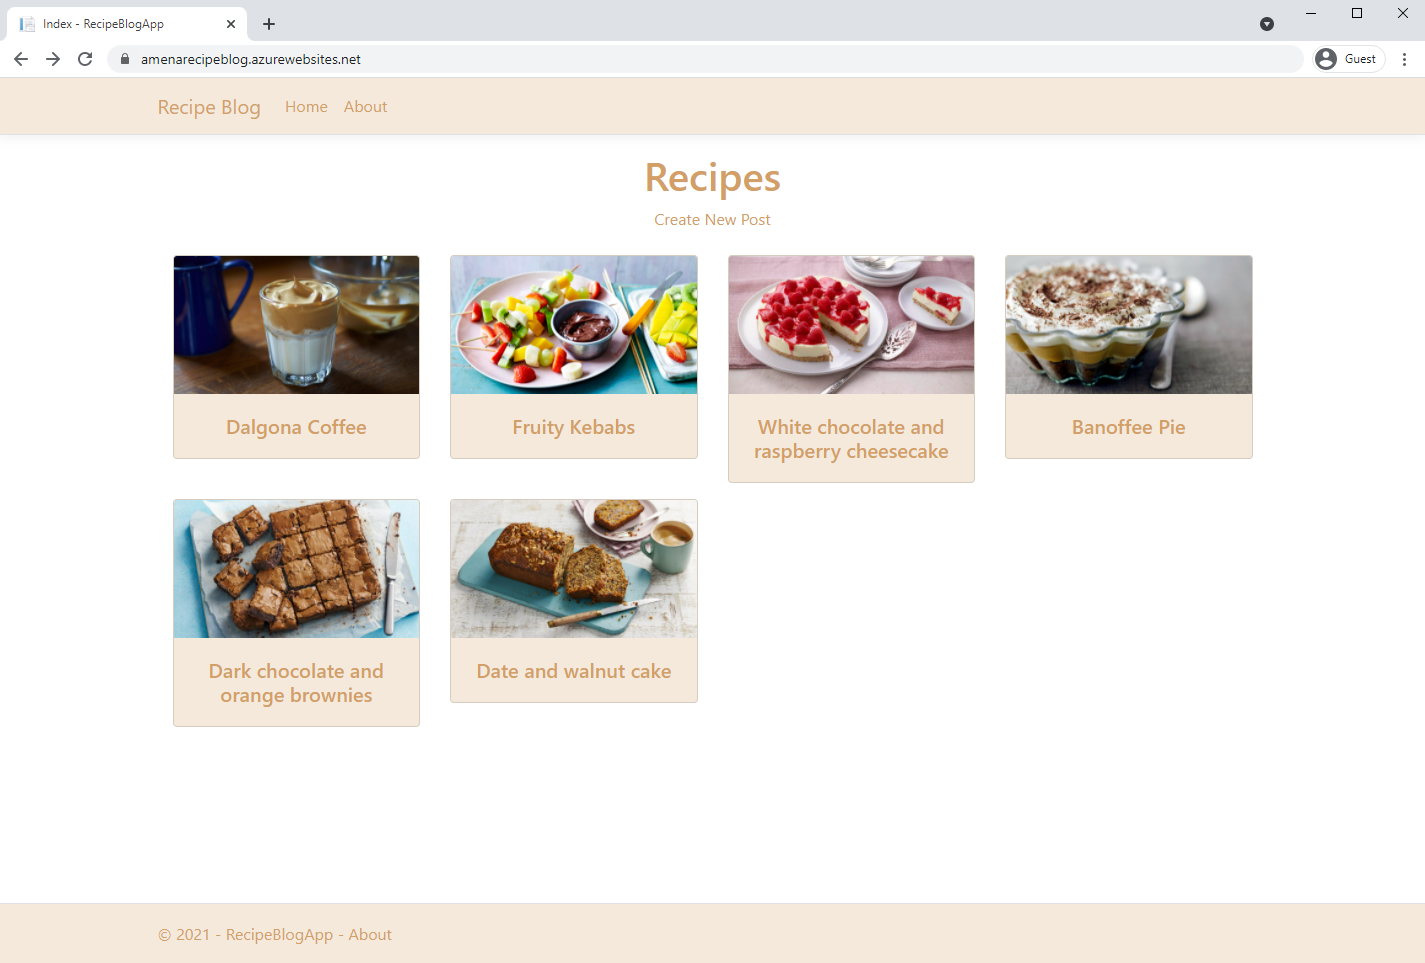 Index - RecipeBlogApp
amenarecipeblog.azurewebsites.net
Guest
Recipe Blog Home About
Recipes
Create New Post
Dalgona Coffee
Fruity Kebabs
White chocolate and
raspberry cheesecake
Banoffee Pie
Dark chocolate and
orange brownies
Date and walnut cake
© 2021 - RecipeBlogApp - About